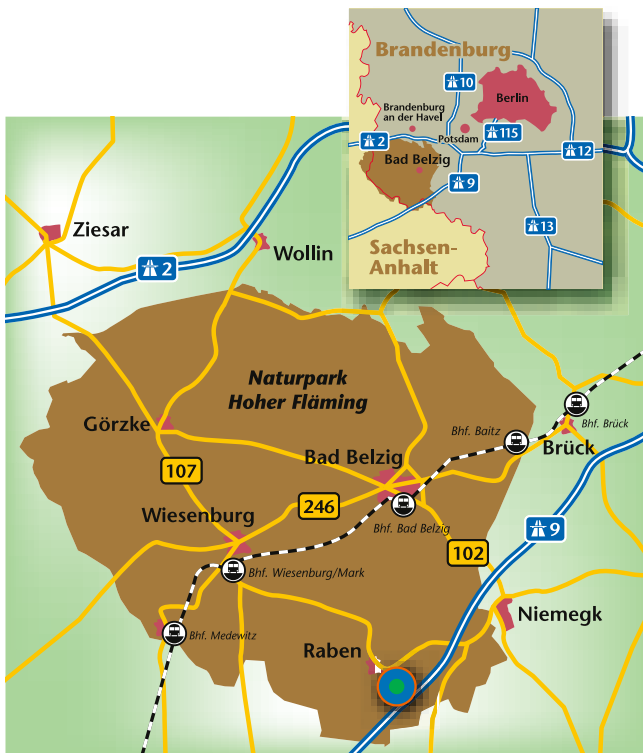 Brandenburg
10
Berlin
Brandenburg
an der Havel
Potsdam
115
2
12
Bad Belzig
9
13
Sachsen-
Anhalt
Ziesar
Wollin
2
Naturpark
Hoher Fläming
Görzke
Bhf. Brück
Bhf. Baitz
Brück
Bad Belzig
107
246
Wiesenburg
Bhf. Bad Belzig
9
102
Bhf. Wiesenburg/Mark
Niemegk
Bhf. Medewitz
Raben